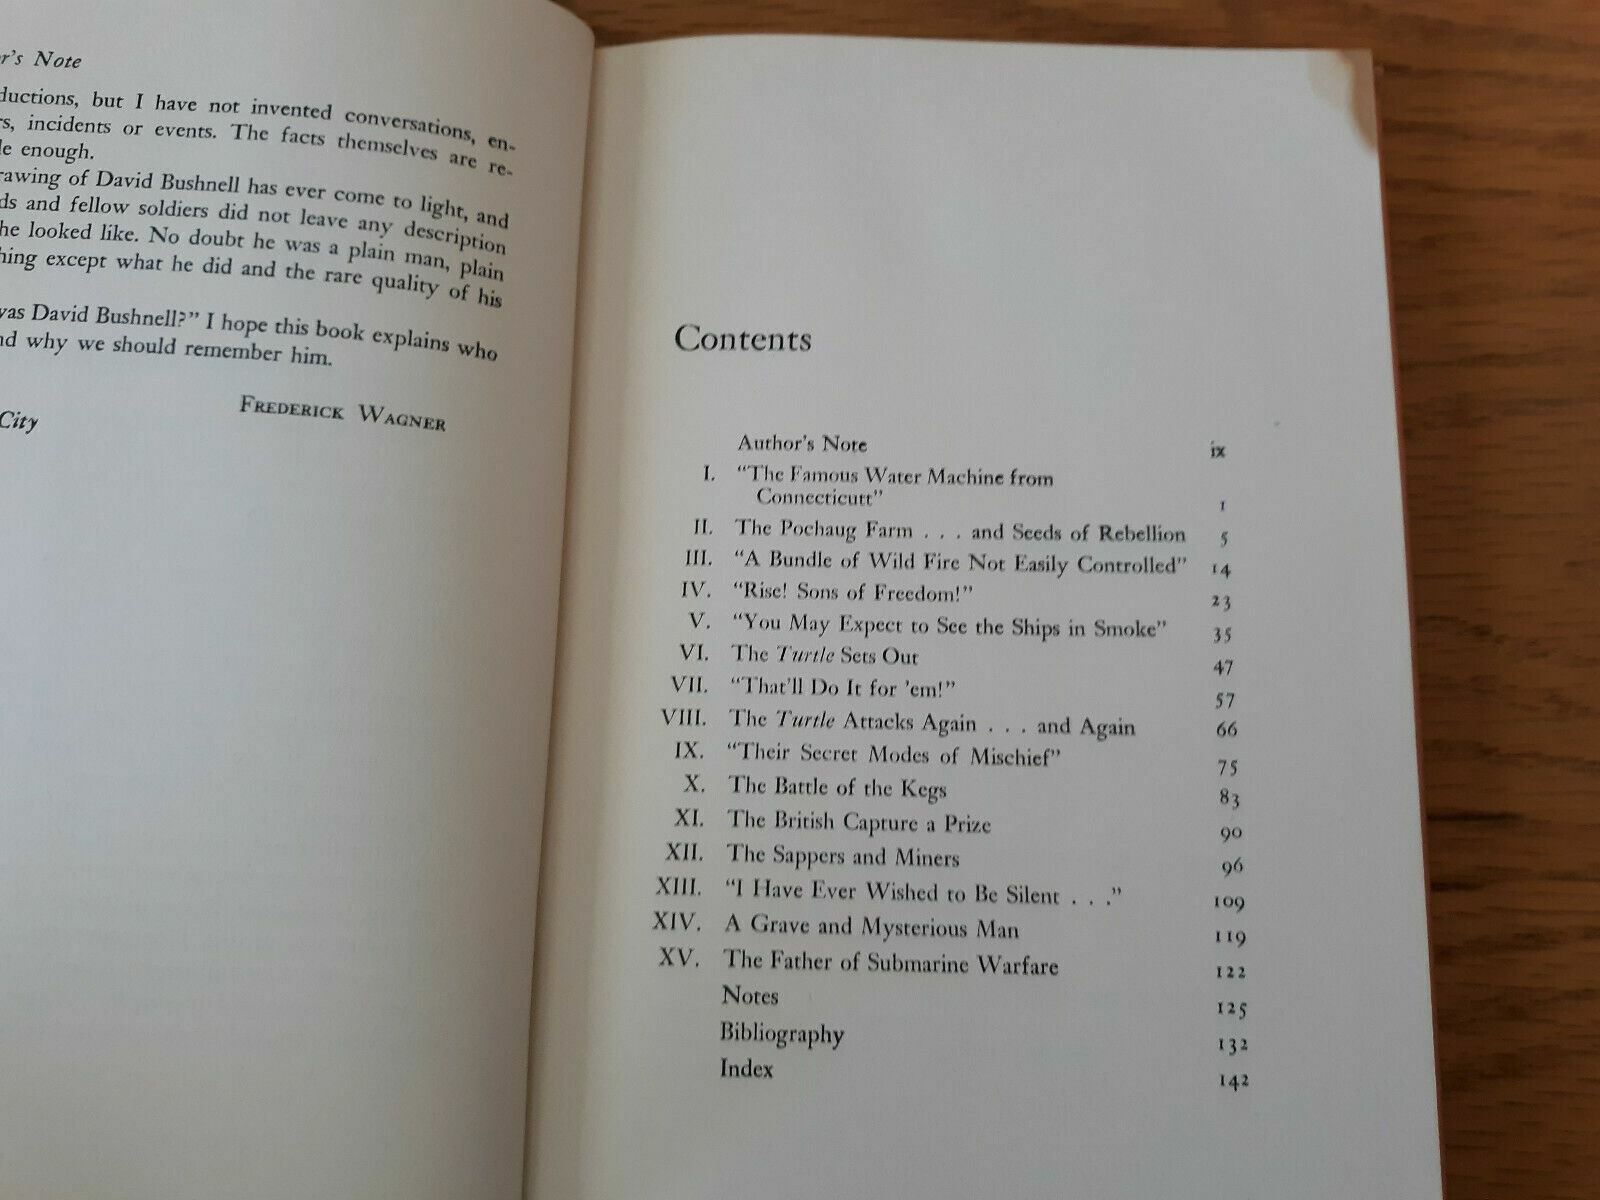 Note
but I have not invented conversations, en-
incidents or events. The facts themselves are re-
enough.
of David Bushnell has ever come to light, and
and fellow soldiers did not leave any description
he looked like. No doubt he was a plain man, plain
except what he did and the rare quality of his
David Bushnell?" I hope this book explains who
why we should remember him.
FREDERICK WAGNER
City
Contents
Author's Note ix
I. "The Famous Water Machine from
Connecticutt" 1
II. The Pochaug Farm . . . and Seeds of Rebellion 5
III. "A Bundle of Wild Fire Not Easily Controlled" 14
IV. "Rise! Sons of Freedom!" 23
V. "You May Expect to See the Ships in Smoke" 35
VI. The Turtle Sets Out 47
VII. "That'll Do It for 'em!" 57
VIII. The Turtle Attacks Again . . . and Again 66
IX. "Their Secret Modes of Mischief" 75
X. The Battle of the Kegs 83
XI. The British Capture a Prize 90
XII. The Sappers and Miners 96
XIII. "I Have Ever Wished to Be Silent . . ." 109
XIV. A Grave and Mysterious Man 119
XV. The Father of Submarine Warfare 122
Notes 125
Bibliography 132
Index 142